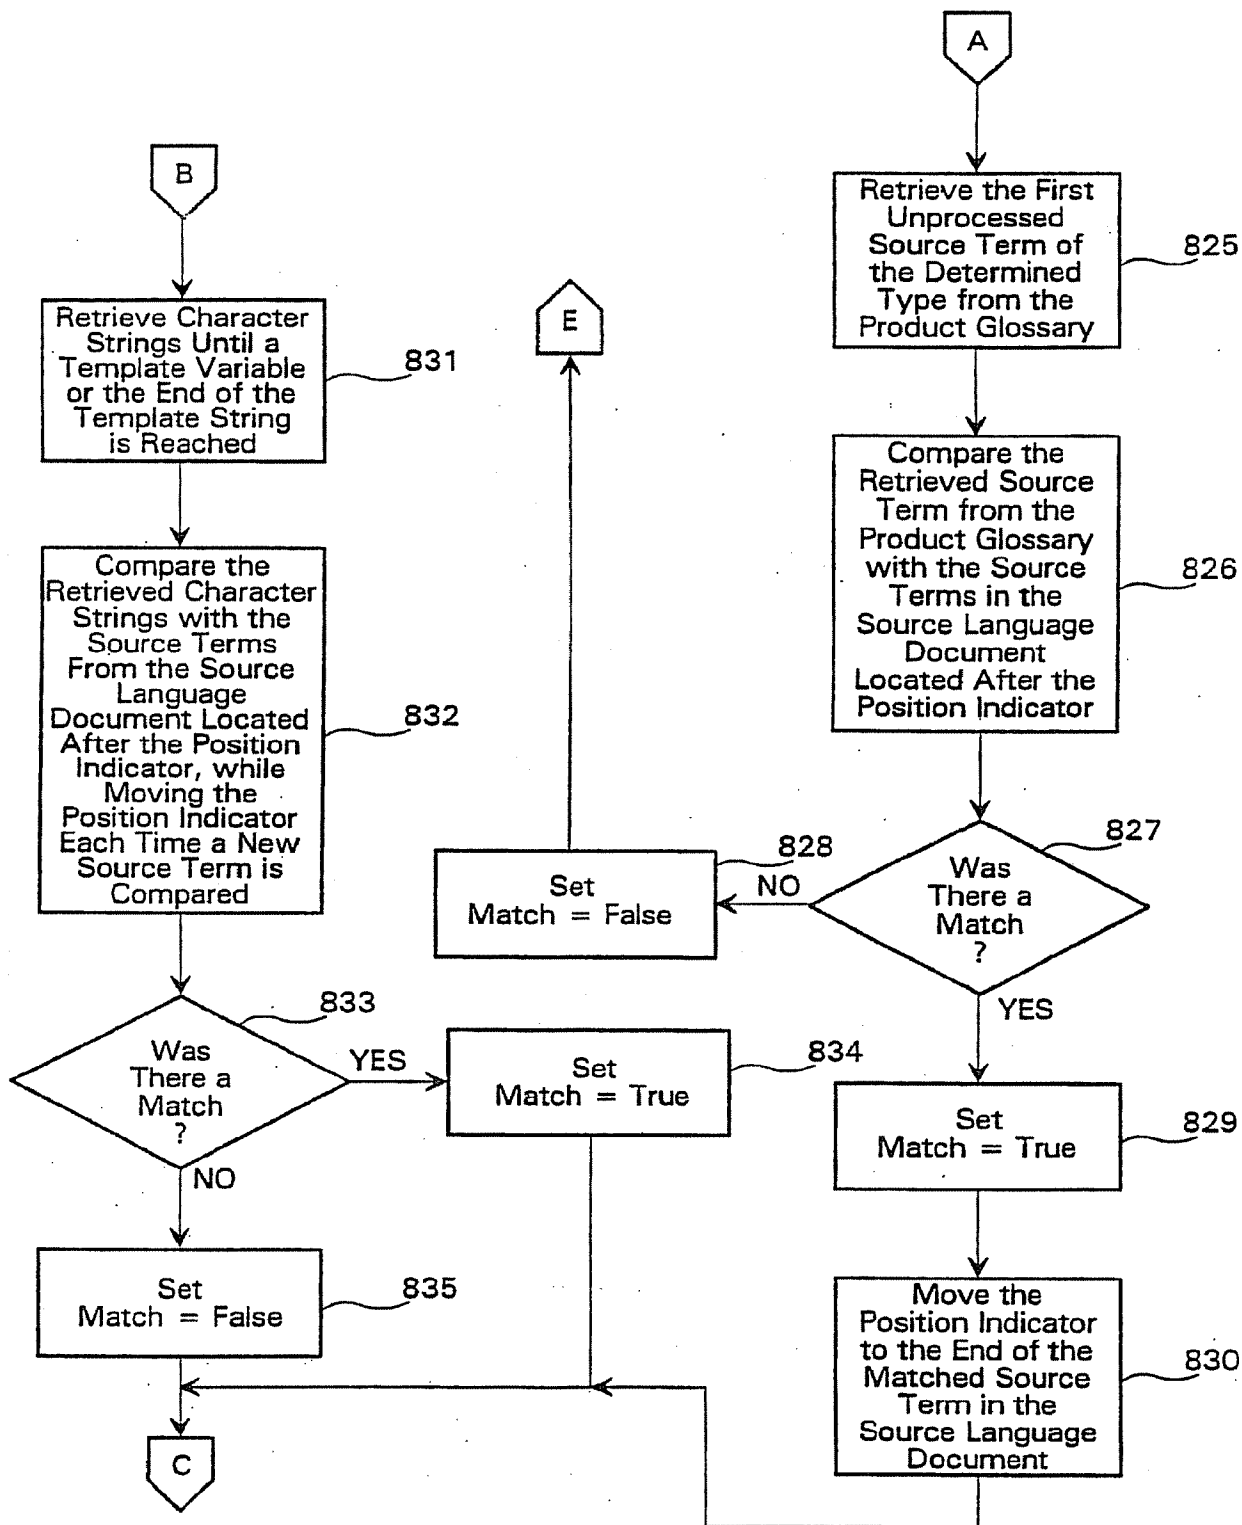 A
Retrieve the First
Unprocessed
Source Term of
the Determined
Type from the
Product Glossary
825
Compare the
Retrieved Source
Term from the
Product Glossary
with the Source
Terms in the
Source Language
Document
Located After the
Position Indicator
826
Was
There a
Match
?
827
NO
Set
Match = False
828
E
YES
Set
Match = True
829
Move the
Position Indicator
to the End of the
Matched Source
Term in the
Source Language
Document
830
B
Retrieve Character
Strings Until a
Template Variable
or the End of the
Template String
is Reached
831
Compare the
Retrieved Character
Strings with the
Source Terms
From the Source
Language
Document Located
After the Position
Indicator, while
Moving the
Position Indicator
Each Time a New
Source Term is
Compared
832
Was
There a
Match
?
833
YES
Set
Match = True
834
NO
Set
Match = False
835
C